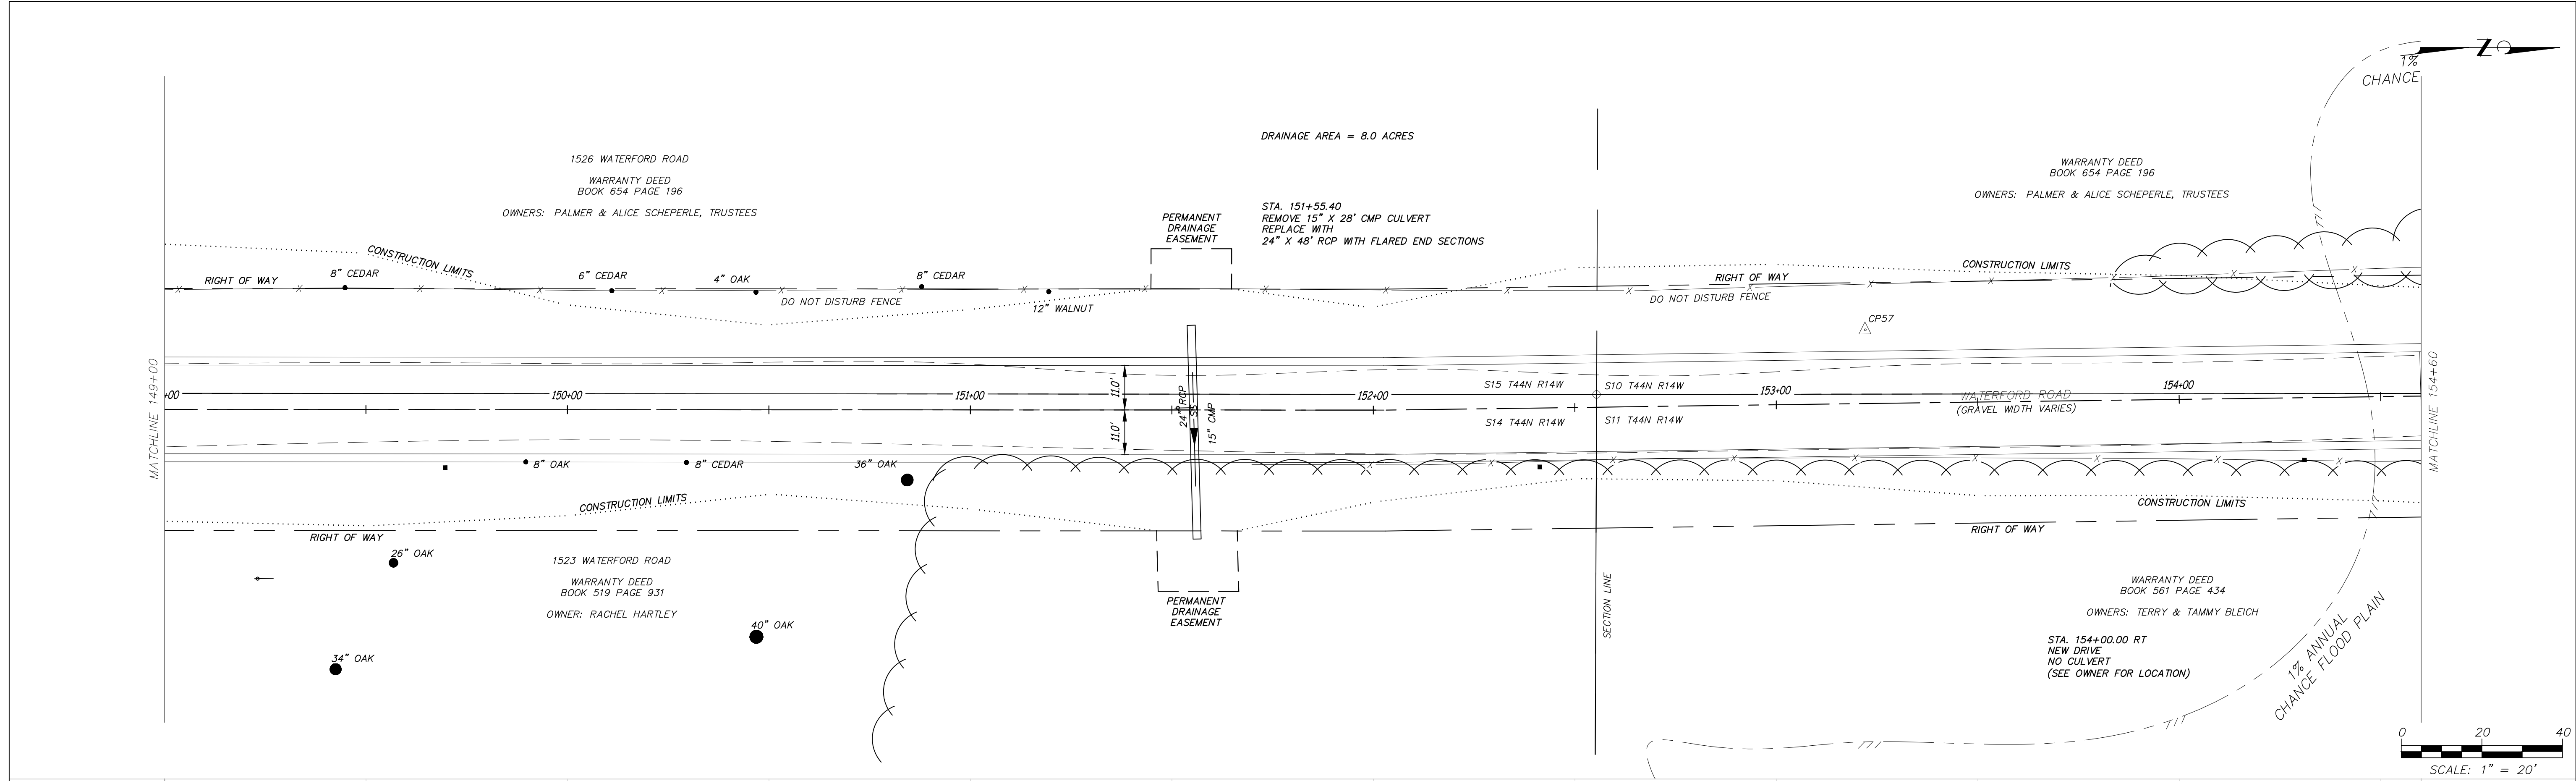 N
1%
CHANCE
DRAINAGE AREA = 8.0 ACRES
1526 WATERFORD ROAD
WARRANTY DEED
BOOK 654 PAGE 196
OWNERS: PALMER & ALICE SCHEPERLE, TRUSTEES
WARRANTY DEED
BOOK 654 PAGE 196
OWNERS: PALMER & ALICE SCHEPERLE, TRUSTEES
STA. 151+55.40
REMOVE 15" X 28' CMP CULVERT
REPLACE WITH
24" X 48' RCP WITH FLARED END SECTIONS
PERMANENT
DRAINAGE
EASEMENT
CONSTRUCTION LIMITS
RIGHT OF WAY
8" CEDAR
6" CEDAR
4" OAK
8" CEDAR
DO NOT DISTURB FENCE
12" WALNUT
RIGHT OF WAY
CONSTRUCTION LIMITS
DO NOT DISTURB FENCE
CP57
MATCHLINE 149+00
+00
150+00
151+00
11.0'
11.0'
24" RCP
SS
15" CMP
152+00
S15 T44N R14W
S10 T44N R14W
S14 T44N R14W
S11 T44N R14W
153+00
WATERFORD ROAD
(GRAVEL WIDTH VARIES)
154+00
MATCHLINE 154+60
8" OAK
8" CEDAR
36" OAK
CONSTRUCTION LIMITS
RIGHT OF WAY
CONSTRUCTION LIMITS
RIGHT OF WAY
26" OAK
1523 WATERFORD ROAD
WARRANTY DEED
BOOK 519 PAGE 931
OWNER: RACHEL HARTLEY
40" OAK
34" OAK
PERMANENT
DRAINAGE
EASEMENT
SECTION LINE
WARRANTY DEED
BOOK 561 PAGE 434
OWNERS: TERRY & TAMMY BLEICH
STA. 154+00.00 RT
NEW DRIVE
NO CULVERT
(SEE OWNER FOR LOCATION)
1% ANNUAL
CHANCE FLOOD PLAIN
0 20 40
SCALE: 1" = 20'